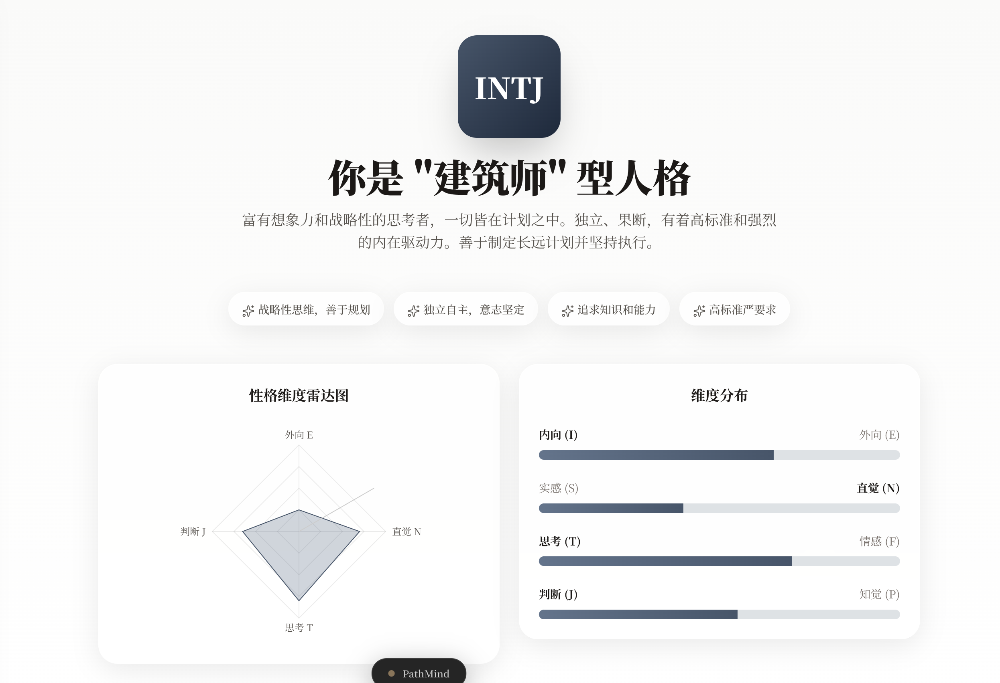 INTJ
你是 "建筑师" 型人格
富有想象力和战略性的思考者，一切皆在计划之中。独立、果断，有着高标准和强烈
的内在驱动力。善于制定长远计划并坚持执行。
战略性思维，善于规划
独立自主，意志坚定
追求知识和能力
高标准严要求
性格维度雷达图
外向 E
判断 J
直觉 N
思考 T
维度分布
内向 (I)
外向 (E)
实感 (S)
直觉 (N)
思考 (T)
情感 (F)
判断 (J)
知觉 (P)
PathMind